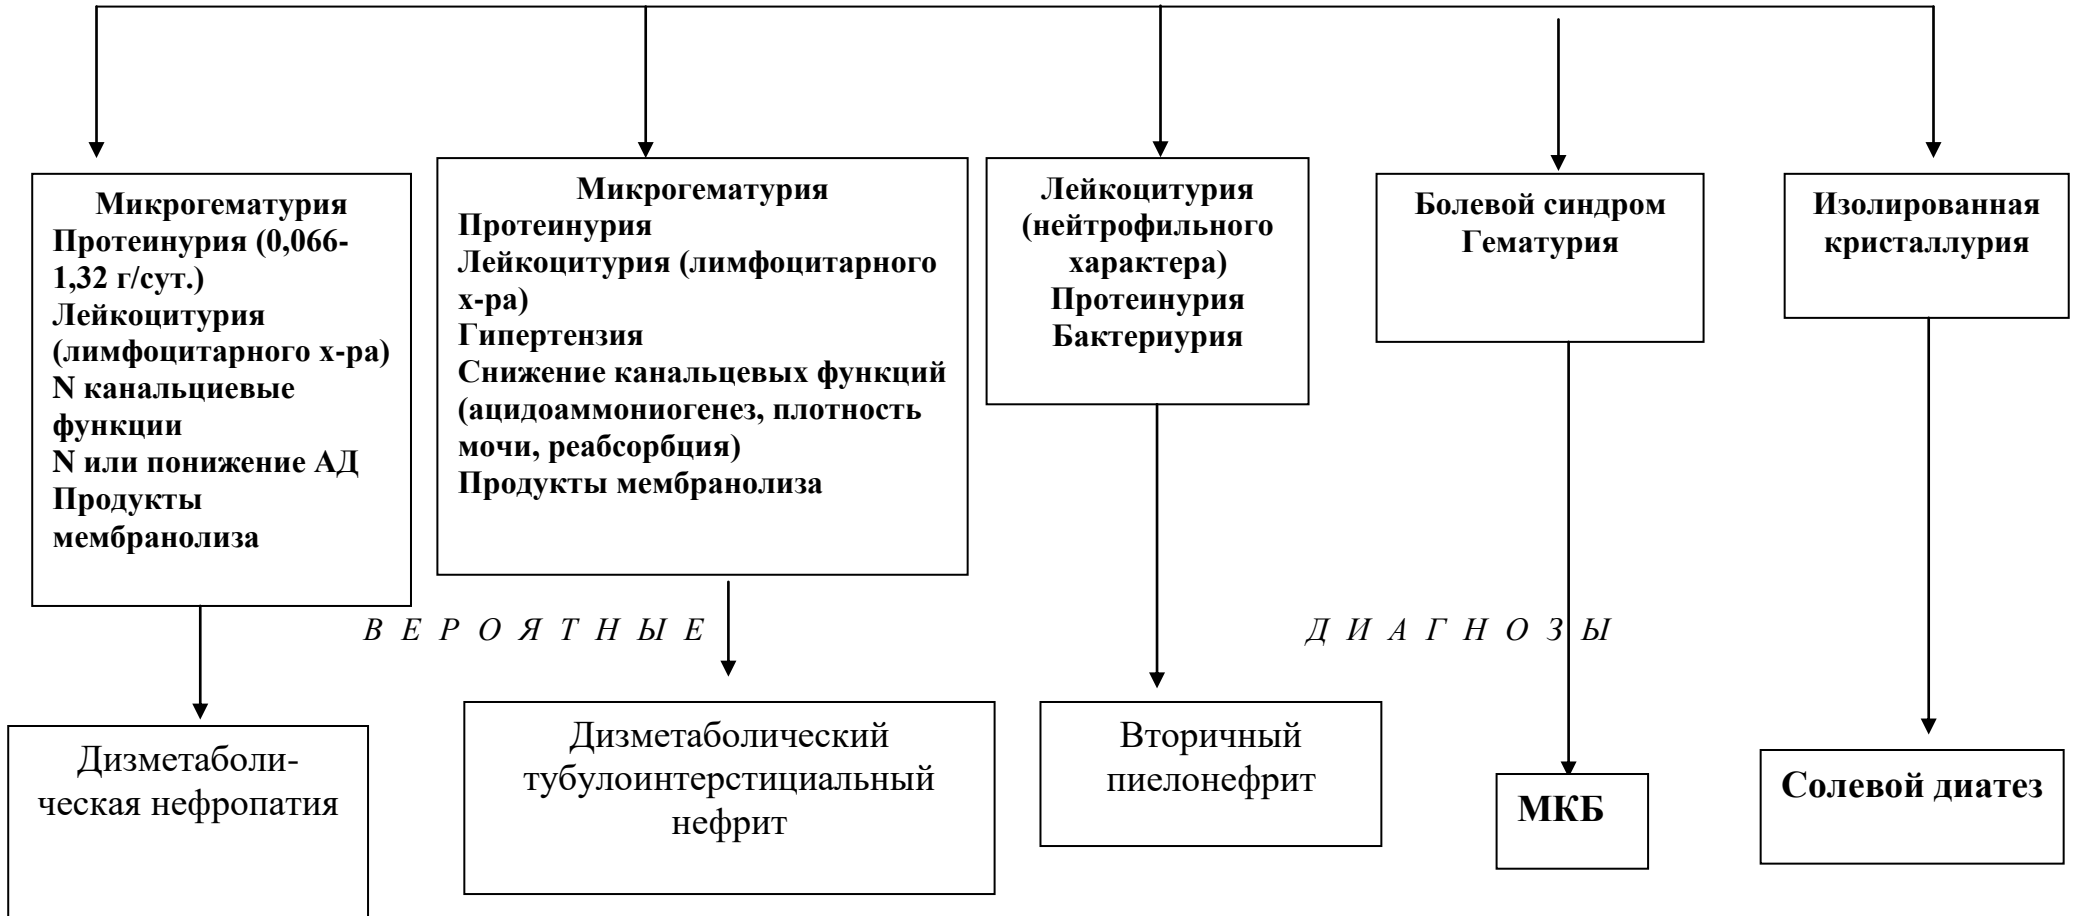 Микрогематурия
Протеинурия (0,066-
1,32 г/сут.)
Лейкоцитурия
(лимфоцитарного х-ра)
N канальциевые
функции
N или понижение АД
Продукты
мембранолиза
Микрогематурия
Протеинурия
Лейкоцитурия (лимфоцитарного
х-ра)
Гипертензия
Снижение канальцевых функций
(ацидоаммониогенез, плотность
мочи, реабсорбция)
Продукты мембранолиза
Лейкоцитурия
(нейтрофильного
характера)
Протеинурия
Бактериурия
Болевой синдром
Гематурия
Изолированная
кристаллурия
В Е Р О Я Т Н Ы Е
Д И А Г Н О З Ы
Дизметаболи-
ческая нефропатия
Дизметаболический
тубулоинтерстициальный
нефрит
Вторичный
пиелонефрит
МКБ
Солевой диатез